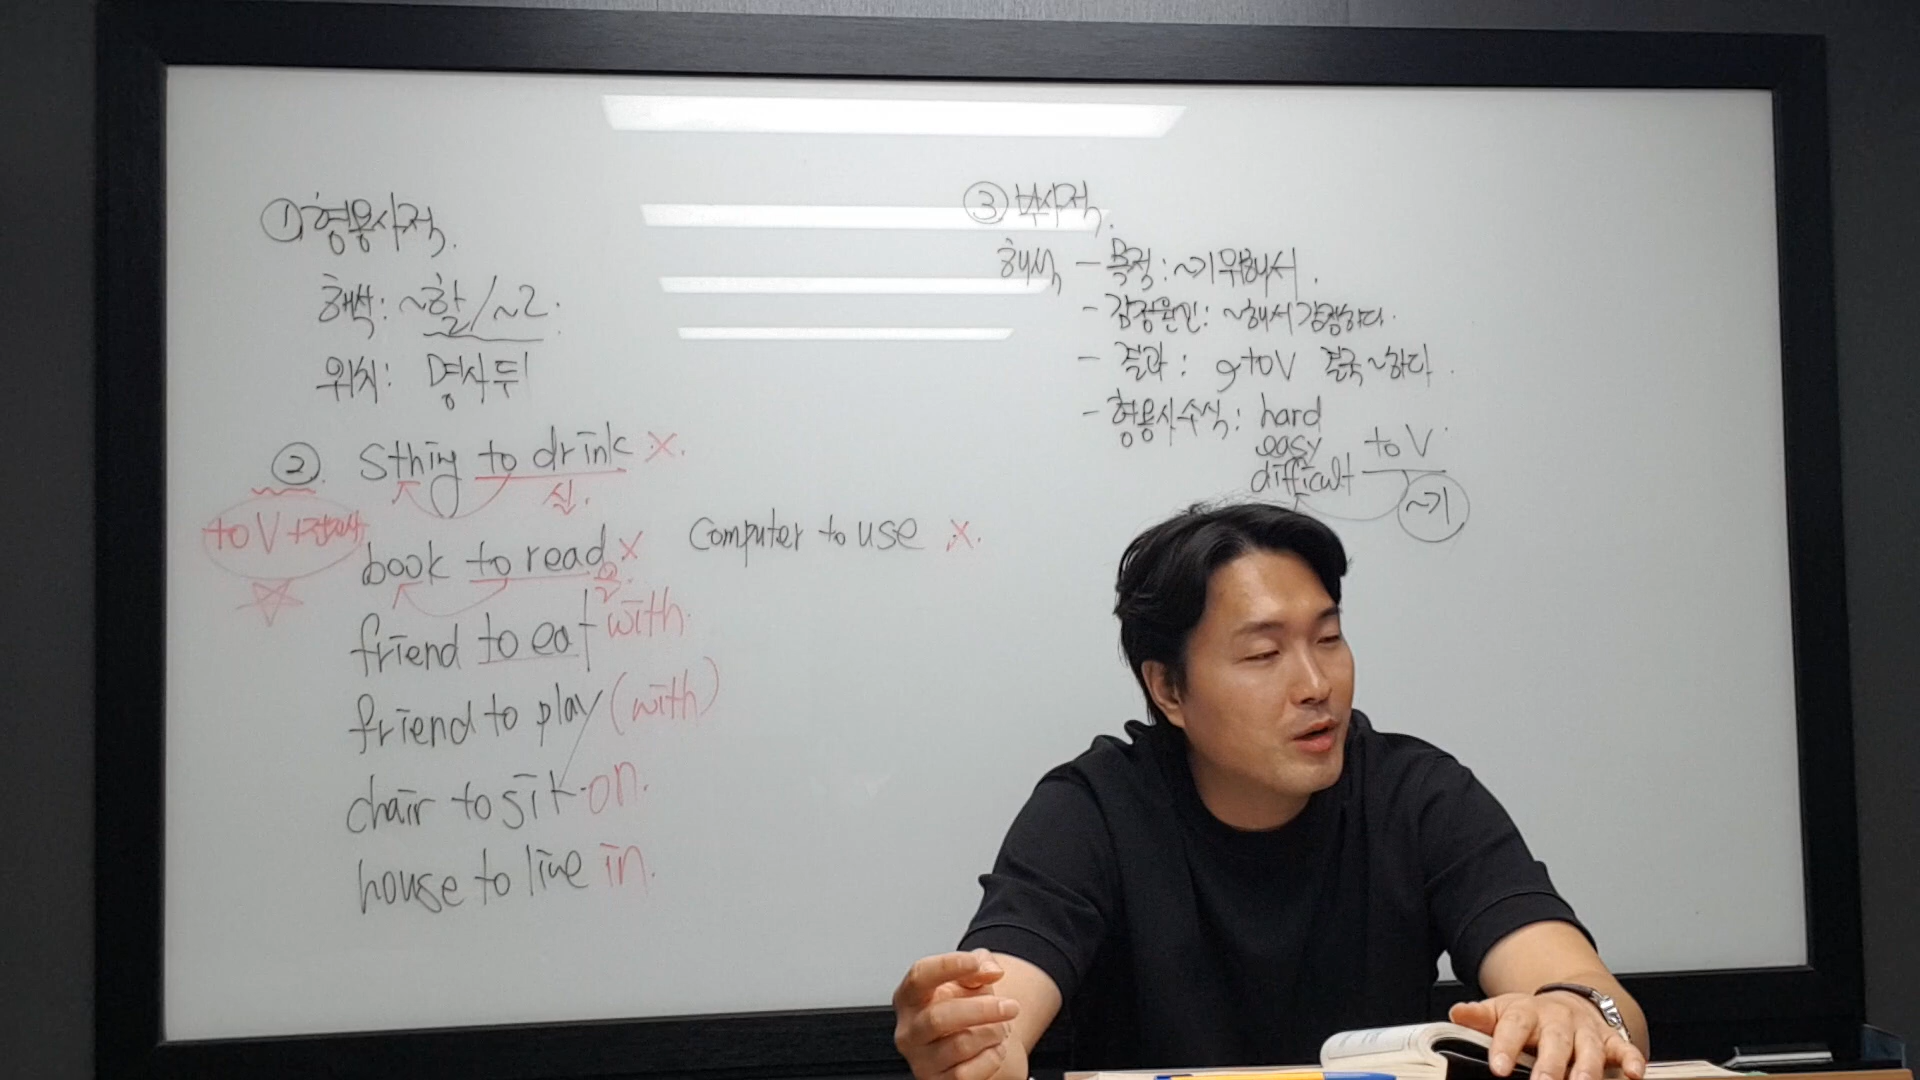 ① 형용사적.
해석: ~할/~ㄹ.
위치: 명사 뒤
② sthing to drink X.
실.
to V + 전치사
book to read X
을
friend to eat with.
friend to play (with)
chair to sit on.
house to live in.
computer to use X.
③ 부사적.
해석 - 목적: ~기 위해서.
- 감정원인: ~해서 감정하다.
- 결과: , to V 결국 ~하다.
- 형용사수식: hard
easy to V
difficult
~기